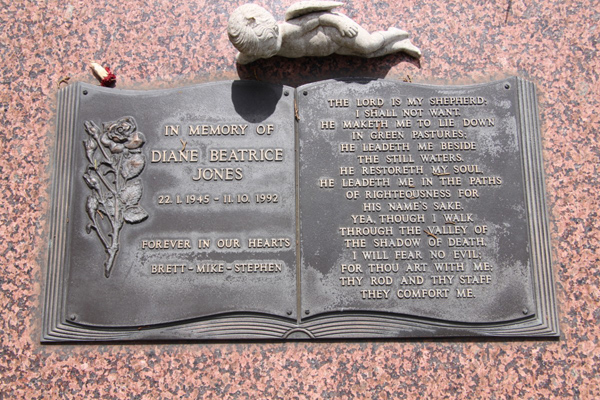 IN MEMORY OF
DIANE BEATRICE
JONES
22.1.1945 - 11.10.1992
FOREVER IN OUR HEARTS
BRETT - MIKE - STEPHEN
THE LORD IS MY SHEPHERD;
I SHALL NOT WANT.
HE MAKETH ME TO LIE DOWN
IN GREEN PASTURES;
HE LEADETH ME BESIDE
THE STILL WATERS.
HE RESTORETH MY SOUL,
HE LEADETH ME IN THE PATHS
OF RIGHTEOUSNESS FOR
HIS NAME'S SAKE.
YEA, THOUGH I WALK
THROUGH THE VALLEY OF
THE SHADOW OF DEATH,
I WILL FEAR NO EVIL;
FOR THOU ART WITH ME;
THY ROD AND THY STAFF
THEY COMFORT ME.